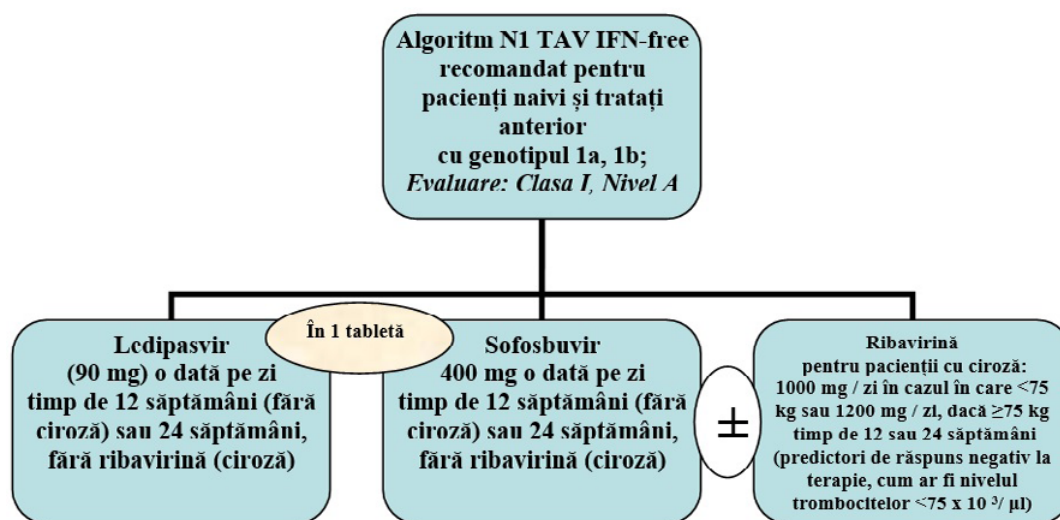 Algoritm N1 TAV IFN-free
recomandat pentru
pacienți naivi și tratați
anterior
cu genotipul 1a, 1b;
Evaluare: Clasa I, Nivel A
În 1 tabletă
Ledipasvir
(90 mg) o dată pe zi
timp de 12 săptămâni (fără
ciroză) sau 24 săptămâni,
fără ribavirină (ciroză)
Sofosbuvir
400 mg o dată pe zi
timp de 12 săptămâni (fără
ciroză) sau 24 săptămâni,
fără ribavirină (ciroză)
±
Ribavirină
pentru pacienții cu ciroză:
1000 mg / zi în cazul în care <75
kg sau 1200 mg / zi, dacă ≥75 kg
timp de 12 sau 24 săptămâni
(predictori de răspuns negativ la
terapie, cum ar fi nivelul
trombocitelor <75 x 10 ³/ µl)